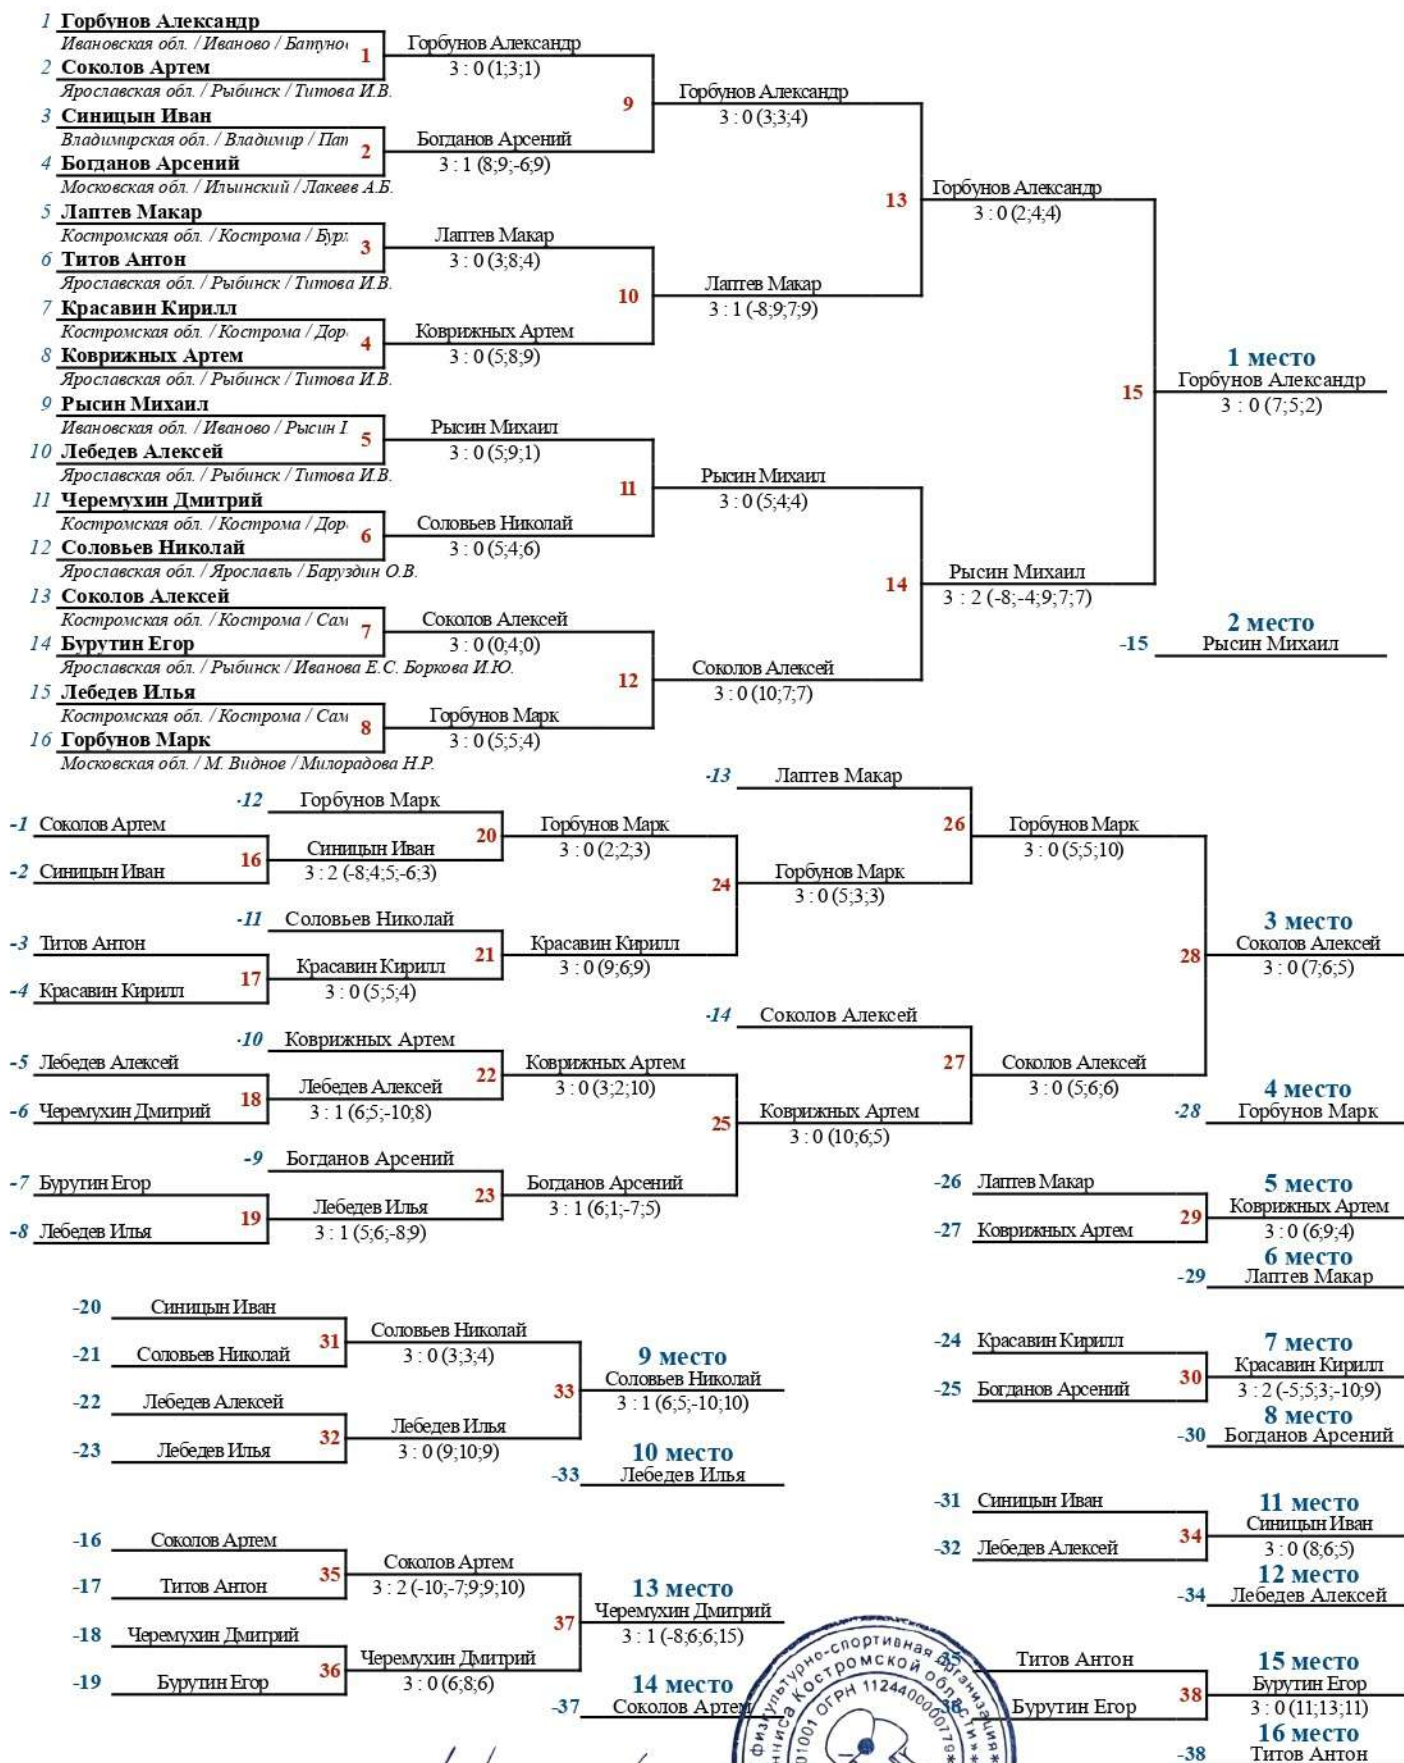 1 Горбунов Александр
Ивановская обл. / Иваново / Батунов
2 Соколов Артем
Ярославская обл. / Рыбинск / Титова И.В.
3 Синицын Иван
Владимирская обл. / Владимир / Пап
4 Богданов Арсений
Московская обл. / Ильинский / Лакеев А.Б.
5 Лаптев Макар
Костромская обл. / Кострома / Бурл
6 Титов Антон
Ярославская обл. / Рыбинск / Титова И.В.
7 Красавин Кирилл
Костромская обл. / Кострома / Дор
8 Коврижных Артем
Ярославская обл. / Рыбинск / Титова И.В.
9 Рысин Михаил
Ивановская обл. / Иваново / Рысин
10 Лебедев Алексей
Ярославская обл. / Рыбинск / Титова И.В.
11 Черемухин Дмитрий
Костромская обл. / Кострома / Дор
12 Соловьев Николай
Ярославская обл. / Ярославль / Баруздин О.В.
13 Соколов Алексей
Костромская обл. / Кострома / Сам
14 Бурутин Егор
Ярославская обл. / Рыбинск / Иванова Е.С. Боркова И.Ю.
15 Лебедев Илья
Костромская обл. / Кострома / Сам
16 Горбунов Марк
Московская обл. / М. Видное / Милорадова Н.Р.
1 Горбунов Александр
3 : 0 (1;3;1)
2 Богданов Арсений
3 : 1 (8;9;-6;9)
3 Лаптев Макар
3 : 0 (3;8;4)
4 Коврижных Артем
3 : 0 (5;8;9)
5 Рысин Михаил
3 : 0 (5;9;1)
6 Соловьев Николай
3 : 0 (5;4;6)
7 Соколов Алексей
3 : 0 (0;4;0)
8 Горбунов Марк
3 : 0 (5;5;4)
9 Горбунов Александр
3 : 0 (3;3;4)
10 Лаптев Макар
3 : 1 (-8;9;7;9)
11 Рысин Михаил
3 : 0 (5;4;4)
12 Соколов Алексей
3 : 0 (10;7;7)
13 Горбунов Александр
3 : 0 (2;4;4)
14 Рысин Михаил
3 : 2 (-8;-4;9;7;7)
1 место
15 Горбунов Александр
3 : 0 (7;5;2)
2 место
-15 Рысин Михаил
-1 Соколов Артем
-2 Синицын Иван
-3 Титов Антон
-4 Красавин Кирилл
-5 Лебедев Алексей
-6 Черемухин Дмитрий
-7 Бурутин Егор
-8 Лебедев Илья
-12 Горбунов Марк
16 Синицын Иван
3 : 2 (-8;4;5;-6;3)
-11 Соловьев Николай
17 Красавин Кирилл
3 : 0 (5;5;4)
-10 Коврижных Артем
18 Лебедев Алексей
3 : 1 (6;5;-10;8)
-9 Богданов Арсений
19 Лебедев Илья
3 : 1 (5;6;-8;9)
20 Горбунов Марк
3 : 0 (2;2;3)
21 Красавин Кирилл
3 : 0 (9;6;9)
22 Коврижных Артем
3 : 0 (3;2;10)
23 Богданов Арсений
3 : 1 (6;1;-7;5)
-13 Лаптев Макар
24 Горбунов Марк
3 : 0 (5;3;3)
-14 Соколов Алексей
25 Коврижных Артем
3 : 0 (10;6;5)
26 Горбунов Марк
3 : 0 (5;5;10)
27 Соколов Алексей
3 : 0 (5;6;6)
3 место
28 Соколов Алексей
3 : 0 (7;6;5)
4 место
-28 Горбунов Марк
-26 Лаптев Макар
-27 Коврижных Артем
5 место
29 Коврижных Артем
3 : 0 (6;9;4)
6 место
-29 Лаптев Макар
-24 Красавин Кирилл
-25 Богданов Арсений
7 место
30 Красавин Кирилл
3 : 2 (-5;5;3;-10;9)
8 место
-30 Богданов Арсений
-20 Синицын Иван
-21 Соловьев Николай
-22 Лебедев Алексей
-23 Лебедев Илья
31 Соловьев Николай
3 : 0 (3;3;4)
32 Лебедев Илья
3 : 0 (9;10;9)
9 место
33 Соловьев Николай
3 : 1 (6;5;-10;10)
10 место
-33 Лебедев Илья
-31 Синицын Иван
-32 Лебедев Алексей
11 место
34 Синицын Иван
3 : 0 (8;6;5)
12 место
-34 Лебедев Алексей
-16 Соколов Артем
-17 Титов Антон
-18 Черемухин Дмитрий
-19 Бурутин Егор
35 Соколов Артем
3 : 2 (-10;-7;9;9;10)
36 Черемухин Дмитрий
3 : 0 (6;8;6)
13 место
37 Черемухин Дмитрий
3 : 1 (-8;6;6;15)
14 место
-37 Соколов Артем
-35 Титов Антон
-36 Бурутин Егор
15 место
38 Бурутин Егор
3 : 0 (11;13;11)
16 место
-38 Титов Антон
физкультурно-спортивная организация
Костромской области
ОГРН 1124400000779